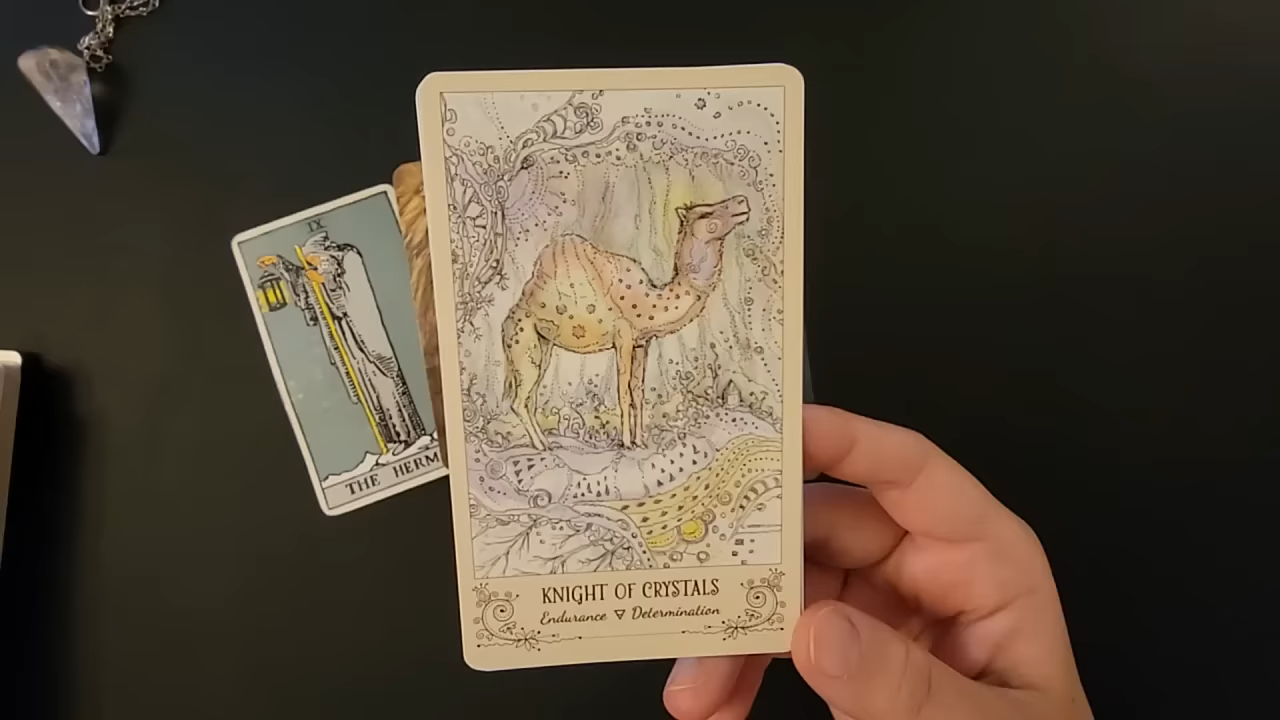 IX
THE HERM
KNIGHT OF CRYSTALS
Endurance ▽ Determination